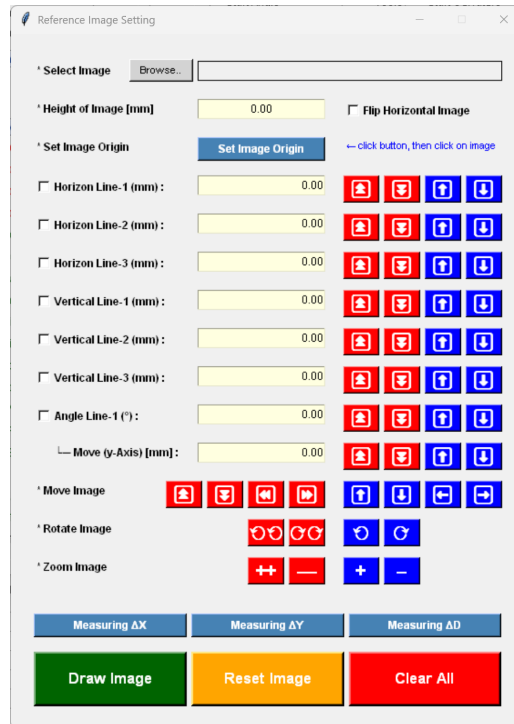 Reference Image Setting
* Select Image Browse..
* Height of Image [mm] 0.00 Flip Horizontal Image
* Set Image Origin Set Image Origin ← click button, then click on image
Horizon Line-1 (mm) : 0.00
Horizon Line-2 (mm) : 0.00
Horizon Line-3 (mm) : 0.00
Vertical Line-1 (mm) : 0.00
Vertical Line-2 (mm) : 0.00
Vertical Line-3 (mm) : 0.00
Angle Line-1 (°) : 0.00
└─ Move (y-Axis) [mm] : 0.00
* Move Image
* Rotate Image
* Zoom Image
Measuring ΔX Measuring ΔY Measuring ΔD
Draw Image Reset Image Clear All